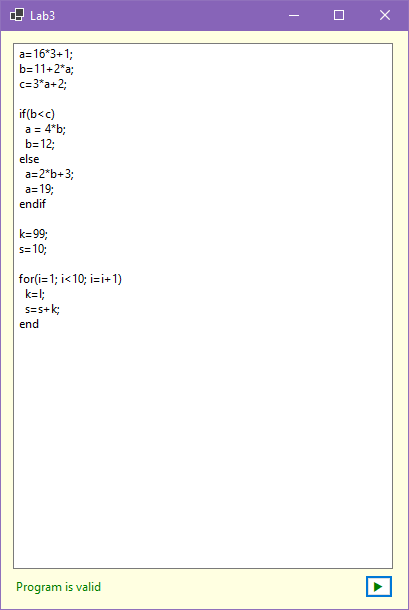 Lab3
a=16*3+1;
b=11+2*a;
c=3*a+2;
if(b<c)
a = 4*b;
b=12;
else
a=2*b+3;
a=19;
endif
k=99;
s=10;
for(i=1; i<10; i=i+1)
k=I;
s=s+k;
end
Program is valid